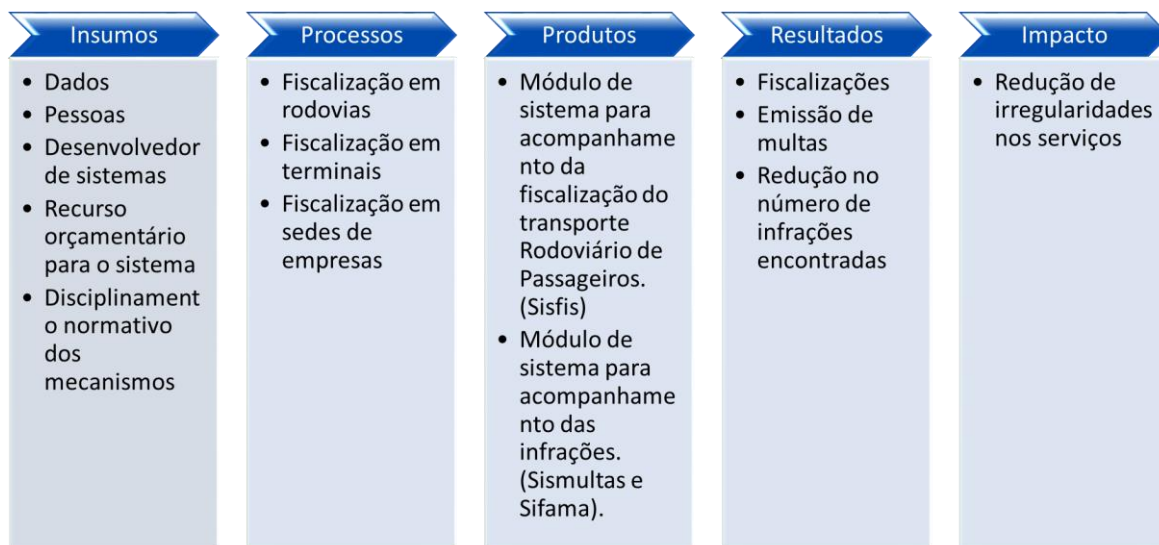 Insumos
• Dados
• Pessoas
• Desenvolvedor
de sistemas
• Recurso
orçamentário
para o sistema
• Disciplinament
o normativo
dos
mecanismos
Processos
• Fiscalização em
rodovias
• Fiscalização em
terminais
• Fiscalização em
sedes de
empresas
Produtos
• Módulo de
sistema para
acompanhame
nto da
fiscalização do
transporte
Rodoviário de
Passageiros.
(Sisfis)
• Módulo de
sistema para
acompanhame
nto das
infrações.
(Sismultas e
Sifama).
Resultados
• Fiscalizações
• Emissão de
multas
• Redução no
número de
infrações
encontradas
Impacto
• Redução de
irregularidades
nos serviços